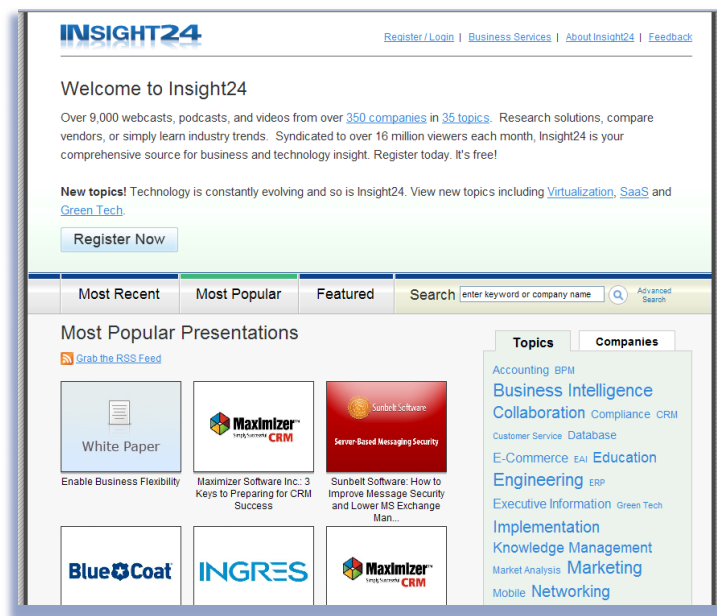 INSIGHT24
Register / Login | Business Services | About Insight24 | Feedback
Welcome to Insight24
Over 9,000 webcasts, podcasts, and videos from over 350 companies in 35 topics. Research solutions, compare
vendors, or simply learn industry trends. Syndicated to over 16 million viewers each month, Insight24 is your
comprehensive source for business and technology insight. Register today. It's free!
New topics! Technology is constantly evolving and so is Insight24. View new topics including Virtualization, SaaS and
Green Tech.
Register Now
Most Recent Most Popular Featured Search enter keyword or company name Advanced
Search
Most Popular Presentations
Grab the RSS Feed
White Paper
Enable Business Flexibility
Maximizer
Simply Successful CRM
Maximizer Software Inc.: 3
Keys to Preparing for CRM
Success
Sunbelt Software
Server-Based Messaging Security
Sunbelt Software: How to
Improve Message Security
and Lower MS Exchange
Man...
Blue Coat
INGRES
Maximizer
Simply Successful CRM
Topics Companies
Accounting BPM
Business Intelligence
Collaboration Compliance CRM
Customer Service Database
E-Commerce EAI Education
Engineering ERP
Executive Information Green Tech
Implementation
Knowledge Management
Market Analysis Marketing
Mobile Networking